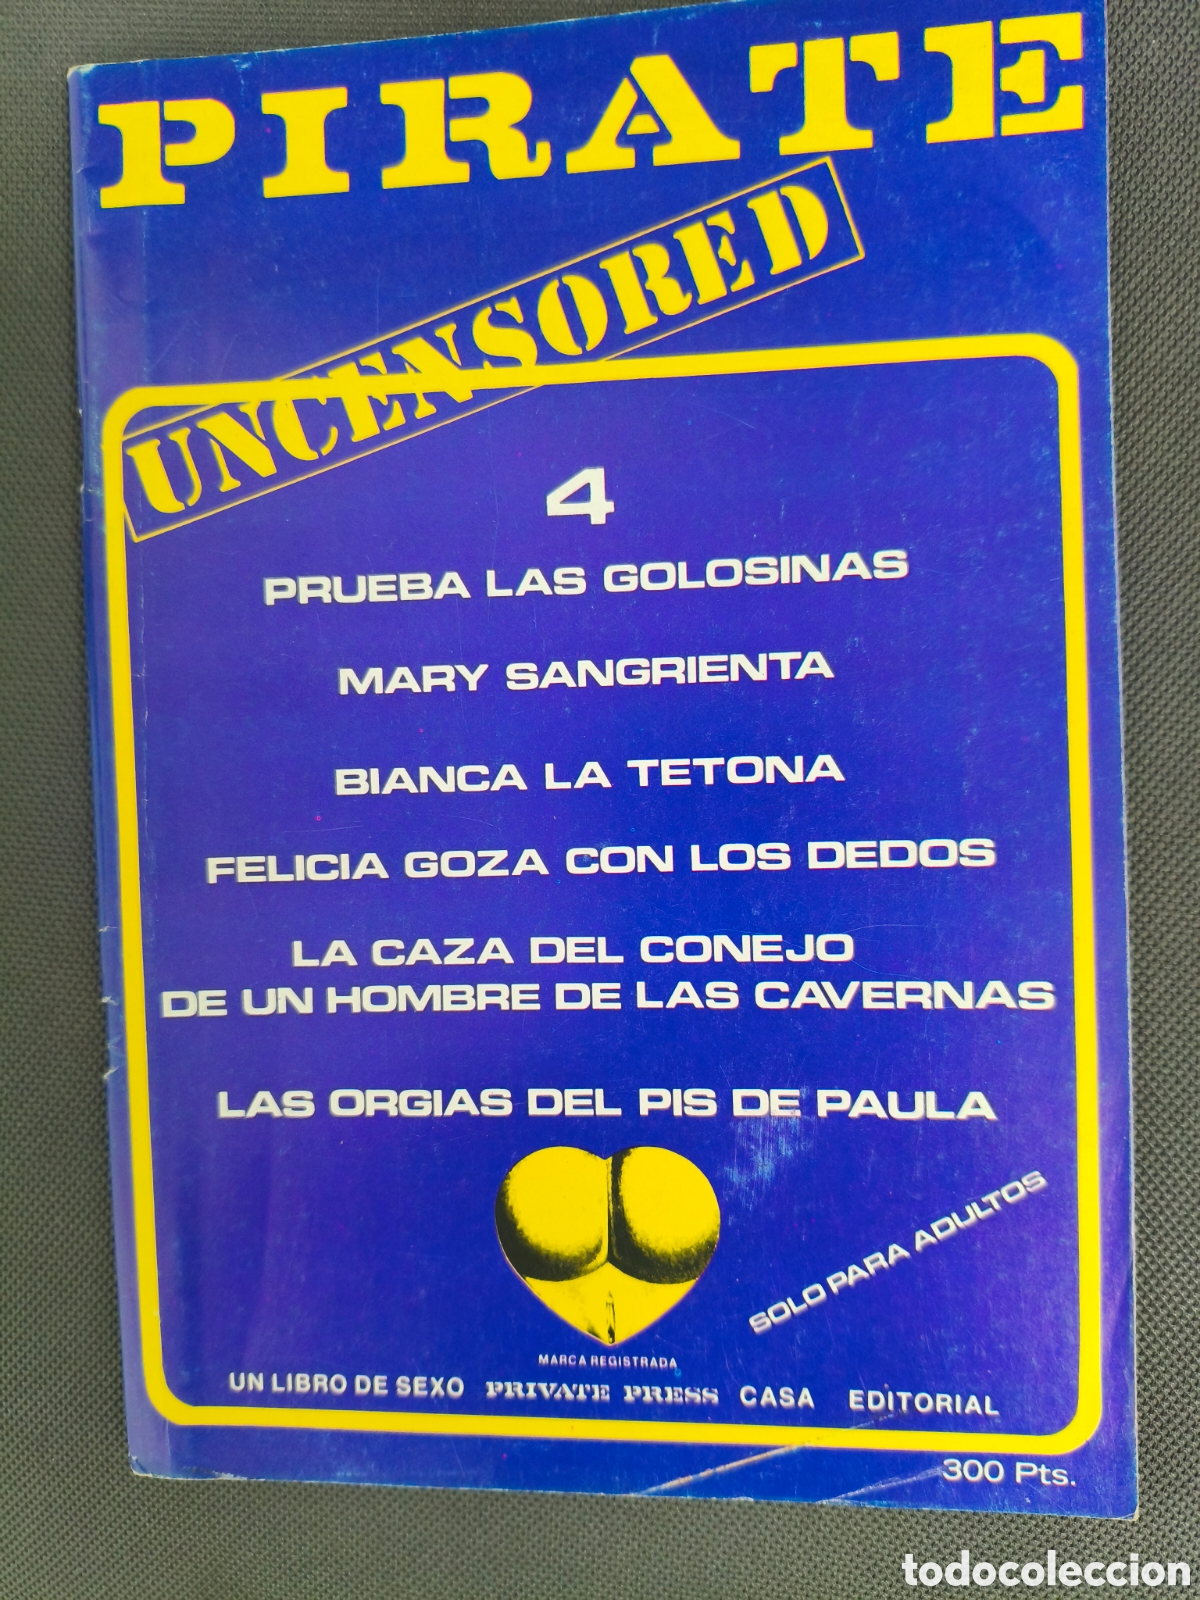 PIRATE
UNCENSORED
4
PRUEBA LAS GOLOSINAS
MARY SANGRIENTA
BIANCA LA TETONA
FELICIA GOZA CON LOS DEDOS
LA CAZA DEL CONEJO
DE UN HOMBRE DE LAS CAVERNAS
LAS ORGIAS DEL PIS DE PAULA
SOLO PARA ADULTOS
MARCA REGISTRADA
UN LIBRO DE SEXO PRIVATE PRESS CASA EDITORIAL
300 Pts.
todocoleccion